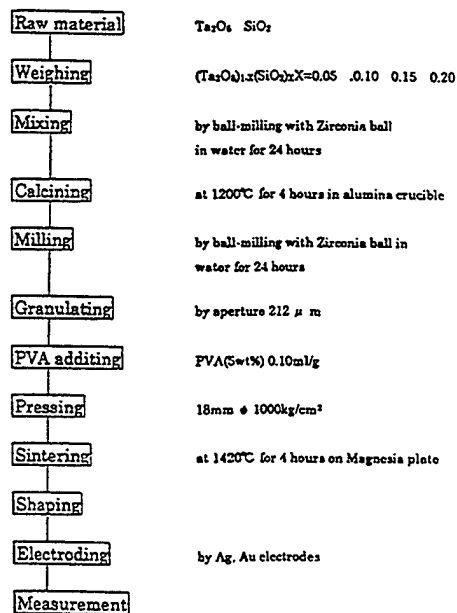 Raw material Ta₂O₆ SiO₂
Weighing (Ta₂O₆)₁.ₓ(SiO₂)ₓX=0.05 .0.10 0.15 0.20
Mixing by ball-milling with Zirconia ball
in water for 24 hours
Calcining at 1200℃ for 4 hours in alumina crucible
Milling by ball-milling with Zirconia ball in
water for 24 hours
Granulating by aperture 212 μ m
PVA additing PVA(5wt%) 0.10ml/g
Pressing 18mm φ 1000kg/cm²
Sintering at 1420℃ for 4 hours on Magnesia plate
Shaping
Electroding by Ag, Au electrodes
Measurement